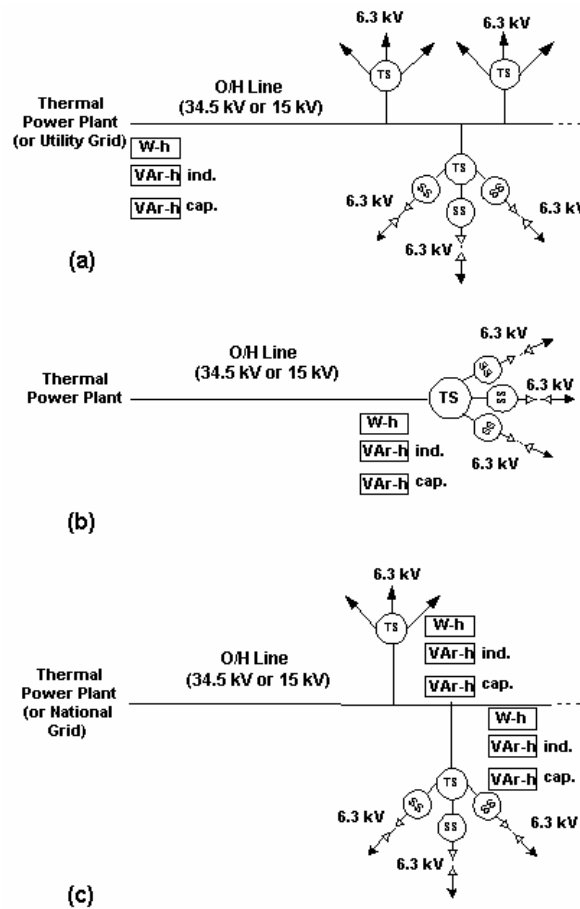 6.3 kV
6.3 kV
TS
TS
O/H Line
(34.5 kV or 15 kV)
Thermal
Power Plant
(or Utility Grid)
W-h
VAr-h ind.
VAr-h cap.
TS
SS
SS
SS
6.3 kV
6.3 kV
6.3 kV
(a)
6.3 kV
O/H Line
(34.5 kV or 15 kV)
Thermal
Power Plant
TS
SS
SS
SS
6.3 kV
6.3 kV
W-h
VAr-h ind.
VAr-h cap.
(b)
6.3 kV
TS
W-h
VAr-h ind.
VAr-h cap.
O/H Line
(34.5 kV or 15 kV)
Thermal
Power Plant
(or National
Grid)
W-h
VAr-h ind.
VAr-h cap.
TS
SS
SS
SS
6.3 kV
6.3 kV
6.3 kV
(c)